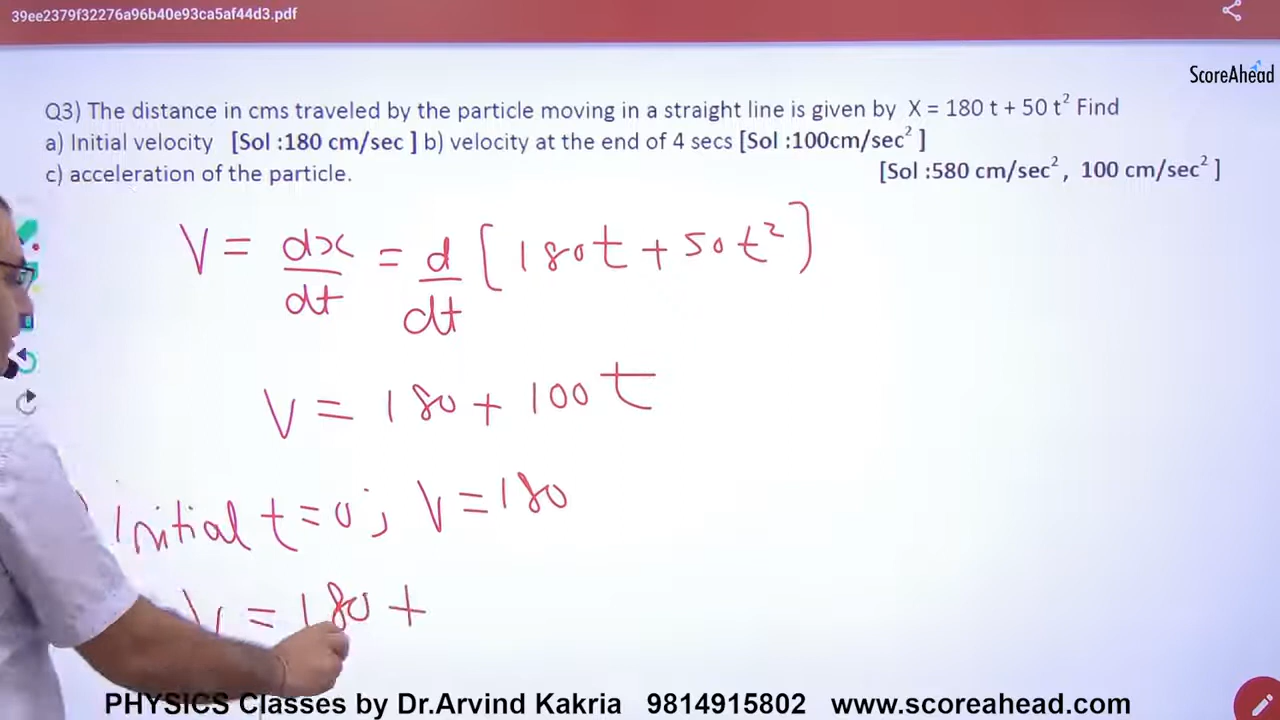 39ee2379f32276a96b40e93ca5af44d3.pdf
ScoreAhead
Q3) The distance in cms traveled by the particle moving in a straight line is given by X = 180 t + 50 t² Find
a) Initial velocity [Sol :180 cm/sec ] b) velocity at the end of 4 secs [Sol :100cm/sec² ]
c) acceleration of the particle. [Sol :580 cm/sec² , 100 cm/sec² ]
V = dx/dt = d/dt [180t + 50t²]
V = 180 + 100t
Initial t=0; V=180
V = 180 +
PHYSICS Classes by Dr.Arvind Kakria 9814915802 www.scoreahead.com